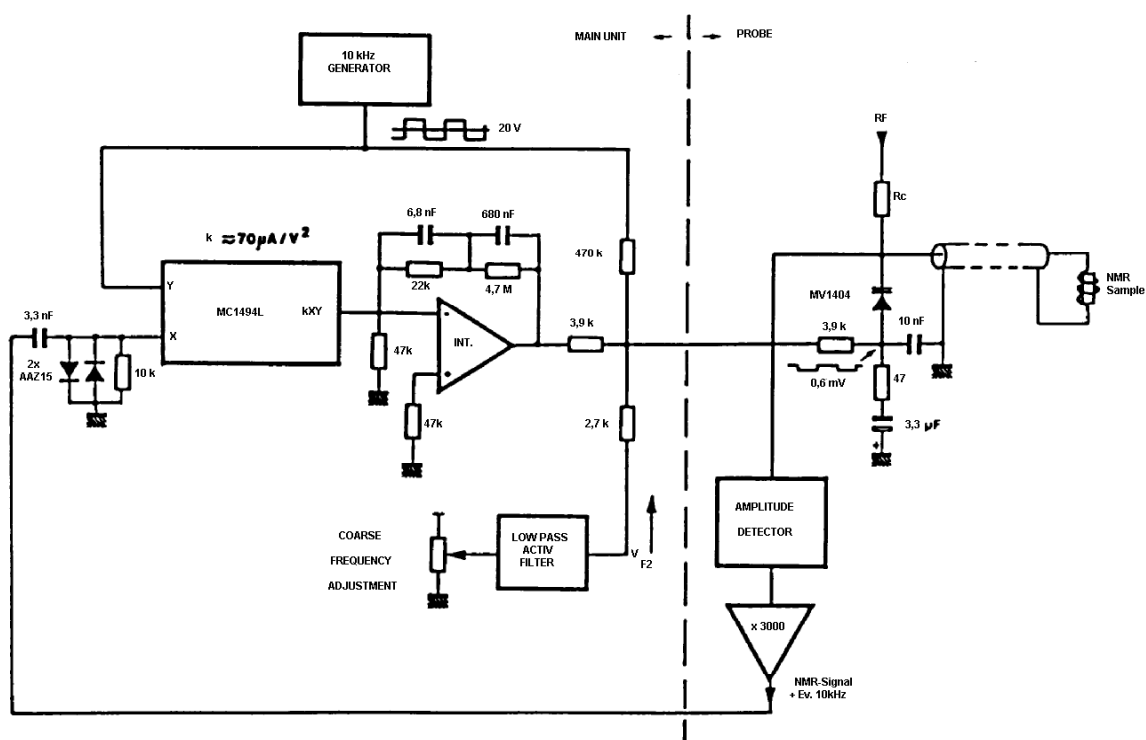 MAIN UNIT
PROBE
10 kHz
GENERATOR
20 V
RF
Rc
6,8 nF
680 nF
k ≈70µA/V²
22k
4,7 M
470 k
NMR
Sample
Y
MC1494L
kXY
X
3,3 nF
2x
AAZ15
10 k
47k
-
INT.
+
47k
3,9 k
MV1404
3,9 k
10 nF
0,6 mV
47
3,3 µF
+
2,7 k
COARSE
FREQUENCY
ADJUSTMENT
LOW PASS
ACTIV
FILTER
V
F2
AMPLITUDE
DETECTOR
x 3000
NMR-Signal
+ Ev. 10kHz